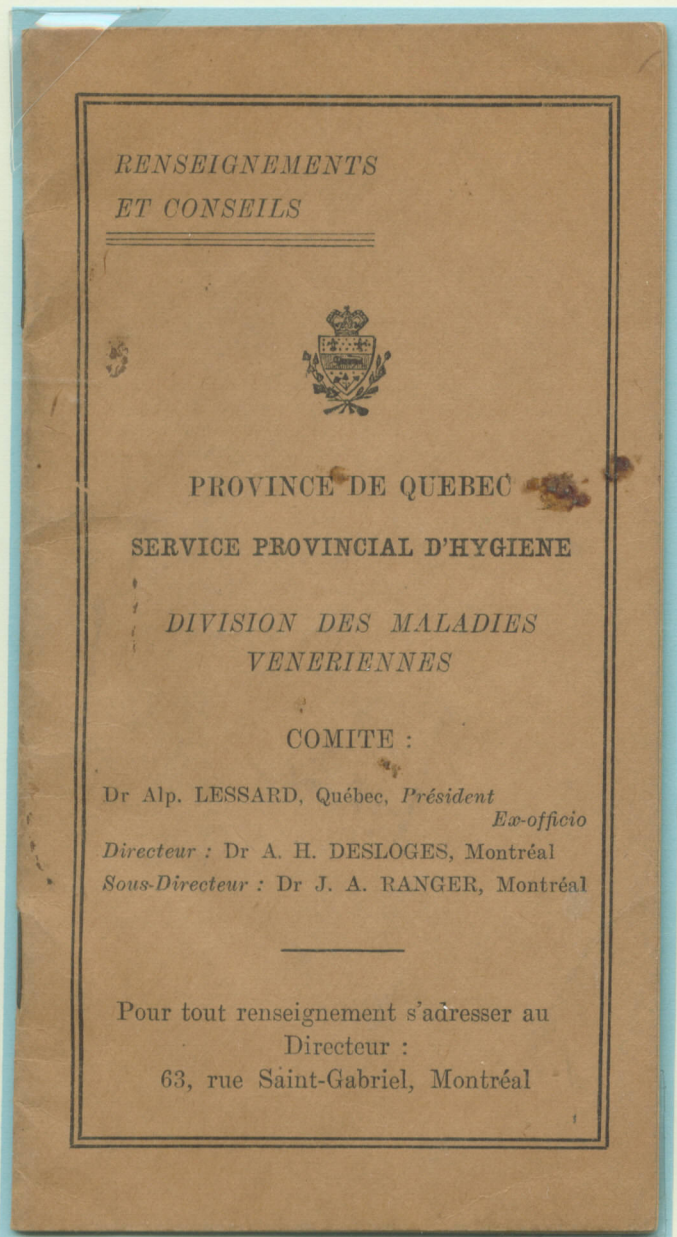 RENSEIGNEMENTS
ET CONSEILS
PROVINCE DE QUEBEC
SERVICE PROVINCIAL D'HYGIENE
DIVISION DES MALADIES
VENERIENNES
COMITE :
Dr Alp. LESSARD, Québec, Président
Ex-officio
Directeur : Dr A. H. DESLOGES, Montréal
Sous-Directeur : Dr J. A. RANGER, Montréal
Pour tout renseignement s'adresser au
Directeur :
63, rue Saint-Gabriel, Montréal